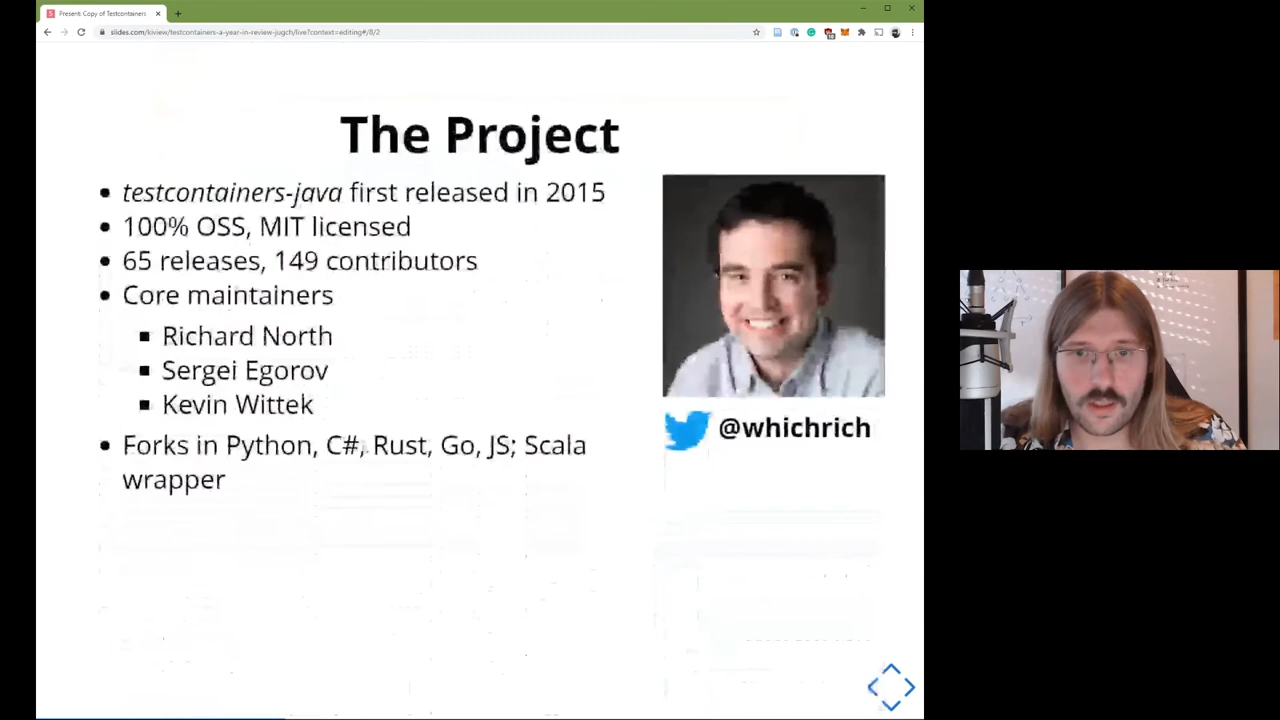 Present: Copy of Testcontainers
slides.com/kiview/testcontainers-a-year-in-review-jugch/live?context=editing#/8/2
The Project
testcontainers-java first released in 2015
100% OSS, MIT licensed
65 releases, 149 contributors
Core maintainers
Richard North
Sergei Egorov
Kevin Wittek
Forks in Python, C#, Rust, Go, JS; Scala
wrapper
@whichrich